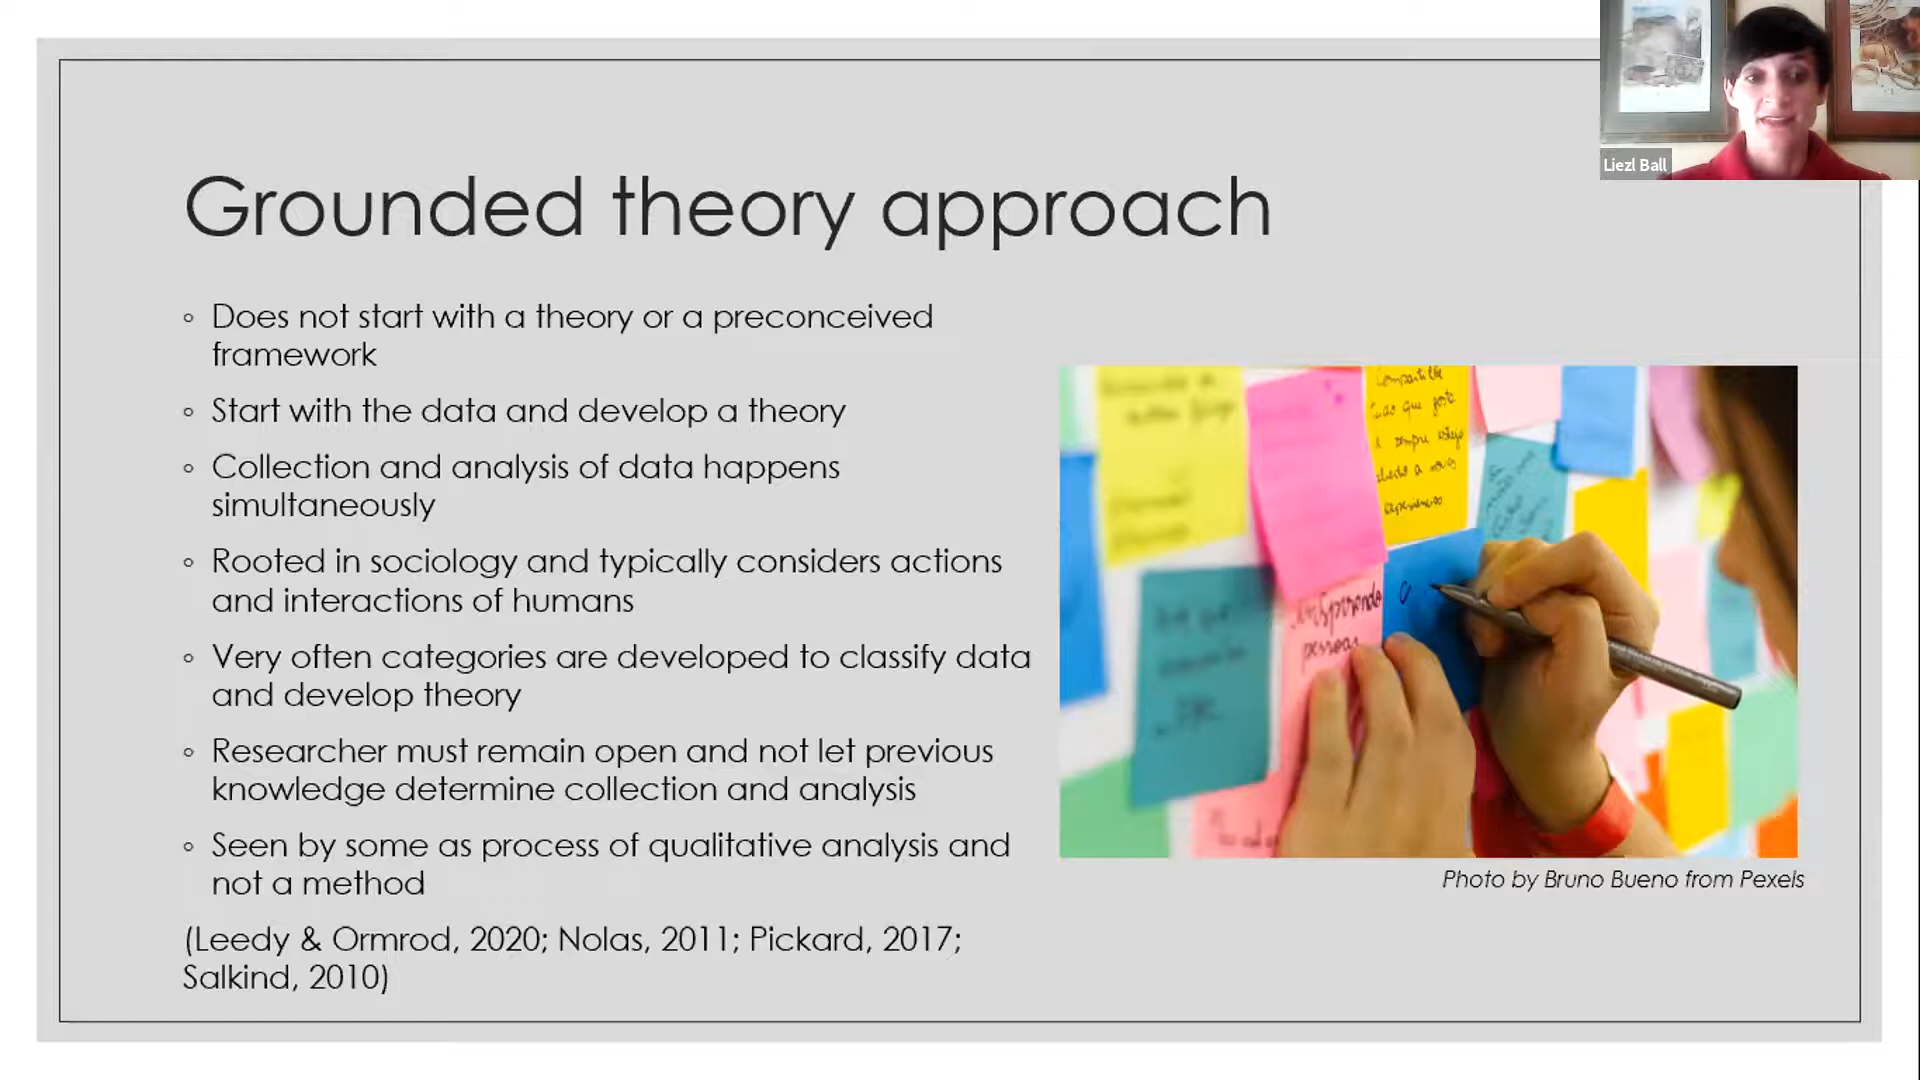 Liezl Ball
Grounded theory approach
◦ Does not start with a theory or a preconceived
framework
◦ Start with the data and develop a theory
◦ Collection and analysis of data happens
simultaneously
◦ Rooted in sociology and typically considers actions
and interactions of humans
◦ Very often categories are developed to classify data
and develop theory
◦ Researcher must remain open and not let previous
knowledge determine collection and analysis
◦ Seen by some as process of qualitative analysis and
not a method
(Leedy & Ormrod, 2020; Nolas, 2011; Pickard, 2017;
Salkind, 2010)
que
a sempre
pessoas
Photo by Bruno Bueno from Pexels